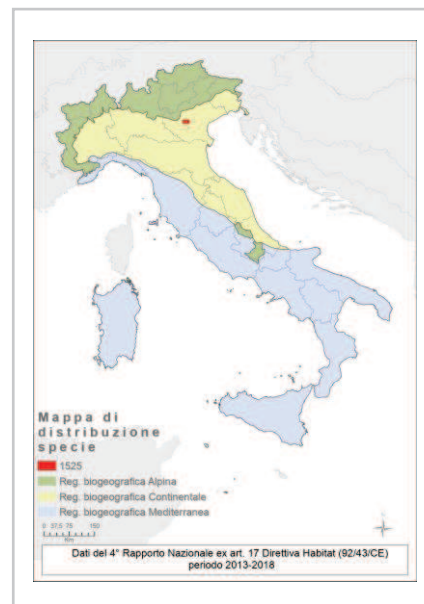 Mappa di
distribuzione
specie
1525
Reg. biogeografica Alpina
Reg. biogeografica Continentale
Reg. biogeografica Mediterranea
0 37,5 75 150
Km
Dati del 4° Rapporto Nazionale ex art. 17 Direttiva Habitat (92/43/CE)
periodo 2013-2018